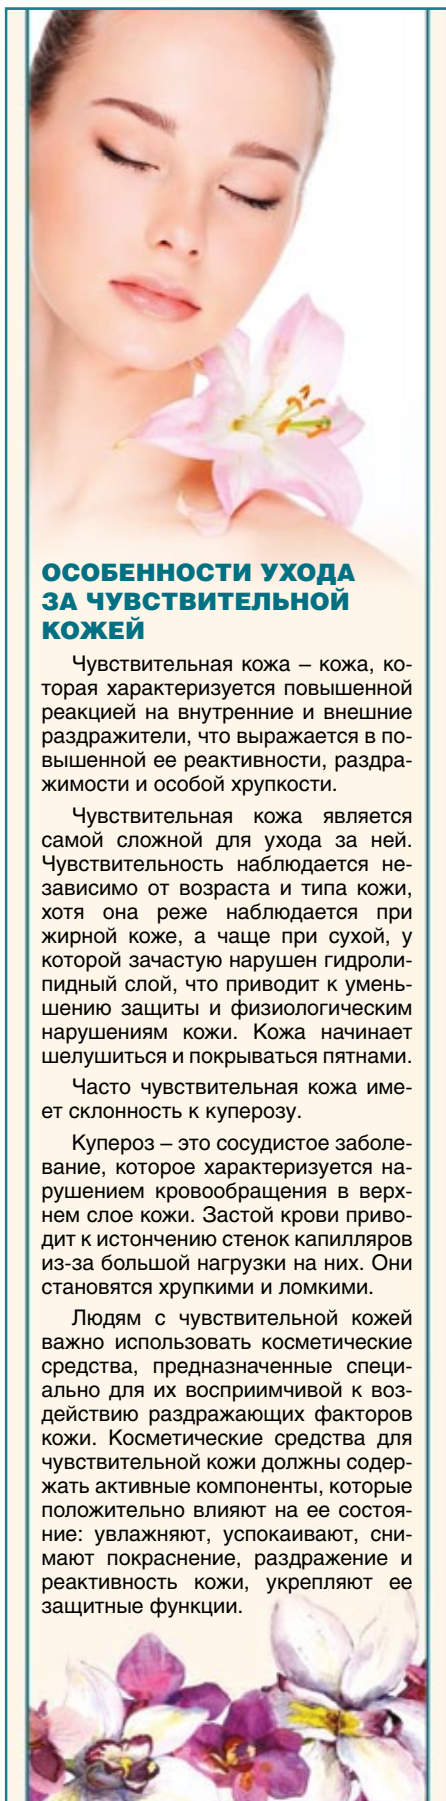 ОСОБЕННОСТИ УХОДА
ЗА ЧУВСТВИТЕЛЬНОЙ
КОЖЕЙ
Чувствительная кожа – кожа, ко-
торая характеризуется повышенной
реакцией на внутренние и внешние
раздражители, что выражается в по-
вышенной ее реактивности, раздра-
жимости и особой хрупкости.
Чувствительная кожа является
самой сложной для ухода за ней.
Чувствительность наблюдается не-
зависимо от возраста и типа кожи,
хотя она реже наблюдается при
жирной коже, а чаще при сухой, у
которой зачастую нарушен гидроли-
пидный слой, что приводит к умень-
шению защиты и физиологическим
нарушениям кожи. Кожа начинает
шелушиться и покрываться пятнами.
Часто чувствительная кожа име-
ет склонность к куперозу.
Купероз – это сосудистое заболе-
вание, которое характеризуется на-
рушением кровообращения в верх-
нем слое кожи. Застой крови приво-
дит к истончению стенок капилляров
из-за большой нагрузки на них. Они
становятся хрупкими и ломкими.
Людям с чувствительной кожей
важно использовать косметические
средства, предназначенные специ-
ально для их восприимчивой к воз-
действию раздражающих факторов
кожи. Косметические средства для
чувствительной кожи должны содер-
жать активные компоненты, которые
положительно влияют на ее состоя-
ние: увлажняют, успокаивают, сни-
мают покраснение, раздражение и
реактивность кожи, укрепляют ее
защитные функции.